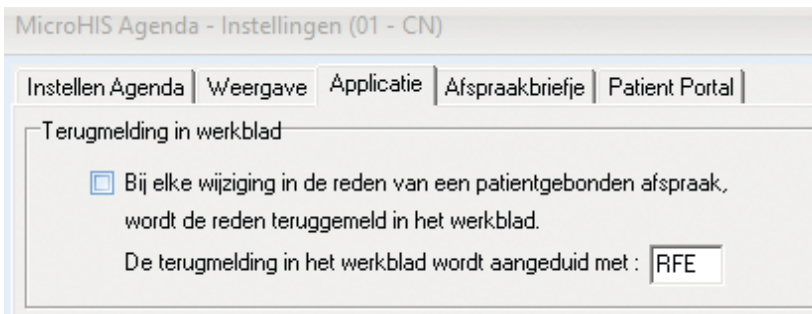 MicroHIS Agenda - Instellingen (01 - CN)
Instellen Agenda Weergave Applicatie Afspraakbriefje Patient Portal
Terugmelding in werkblad
Bij elke wijziging in de reden van een patientgebonden afspraak,
wordt de reden teruggemeld in het werkblad.
De terugmelding in het werkblad wordt aangeduid met : RFE